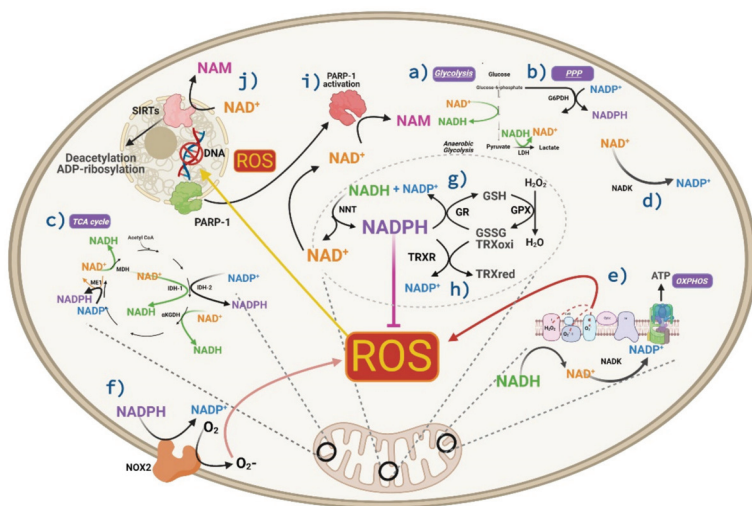 j)
NAM
SIRTs
NAD⁺
Deacetylation
ADP-ribosylation
DNA
ROS
PARP-1
i)
PARP-1
activation
NAM
NAD⁺
NAD⁺
a)
Glycolysis
Glucose
Glucose-6-phosphate
NAD⁺
NADH
NADH
NAD⁺
Pyruvate
LDH
Lactate
Anaerobic
Glycolysis
b)
PPP
G6PDH
NADP⁺
NADPH
NAD⁺
NADK
NADP⁺
d)
c)
TCA cycle
Acetyl CoA
NADH
NAD⁺
MDH
ME1
NADPH
NADP⁺
NAD⁺
IDH-1
IDH-2
NADP⁺
NADH
NADPH
αKGDH
NAD⁺
NADH
g)
NADH + NADP⁺
NNT
NADPH
GR
GSH
GPX
H₂O₂
GSSG
TRXoxi
H₂O
TRXR
NADP⁺
TRXred
h)
e)
ATP
OXPHOS
H₂O₂
O₂⁻
NADP⁺
NADH
NAD⁺
NADK
ROS
f)
NADPH
NADP⁺
O₂
NOX2
O₂-